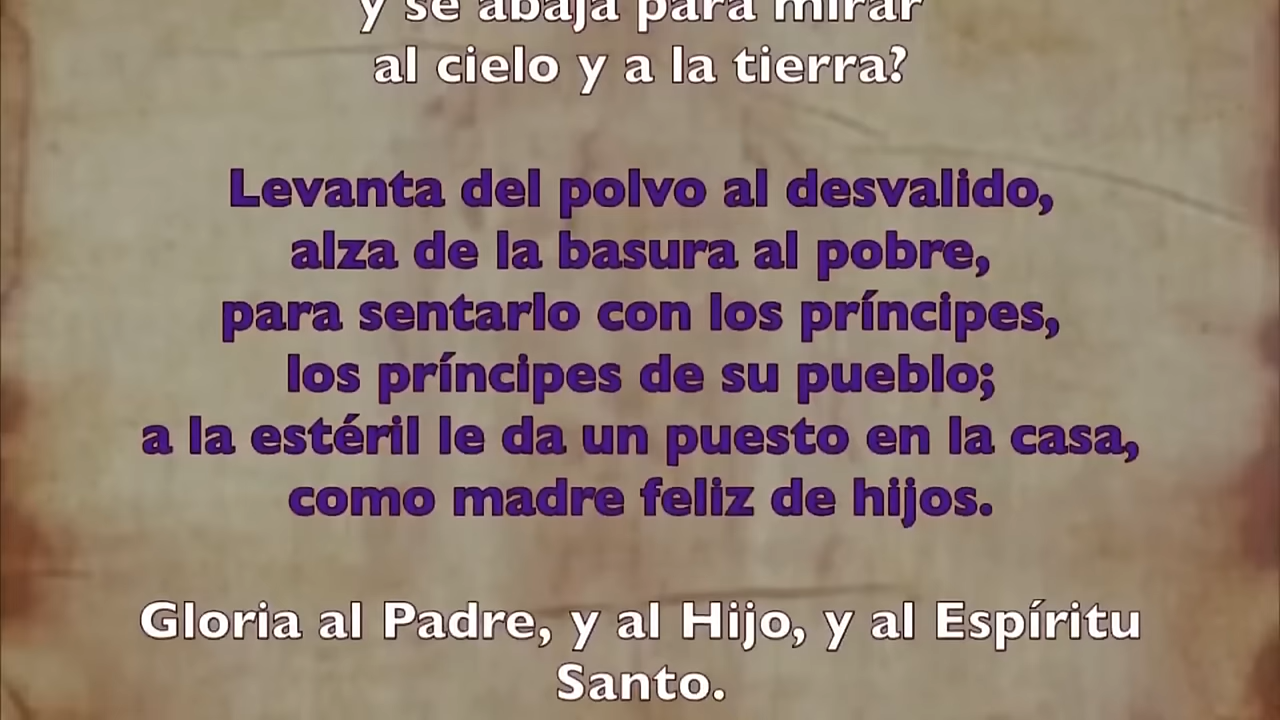 y se abaja para mirar
al cielo y a la tierra?
Levanta del polvo al desvalido,
alza de la basura al pobre,
para sentarlo con los príncipes,
los príncipes de su pueblo;
a la estéril le da un puesto en la casa,
como madre feliz de hijos.
Gloria al Padre, y al Hijo, y al Espíritu
Santo.